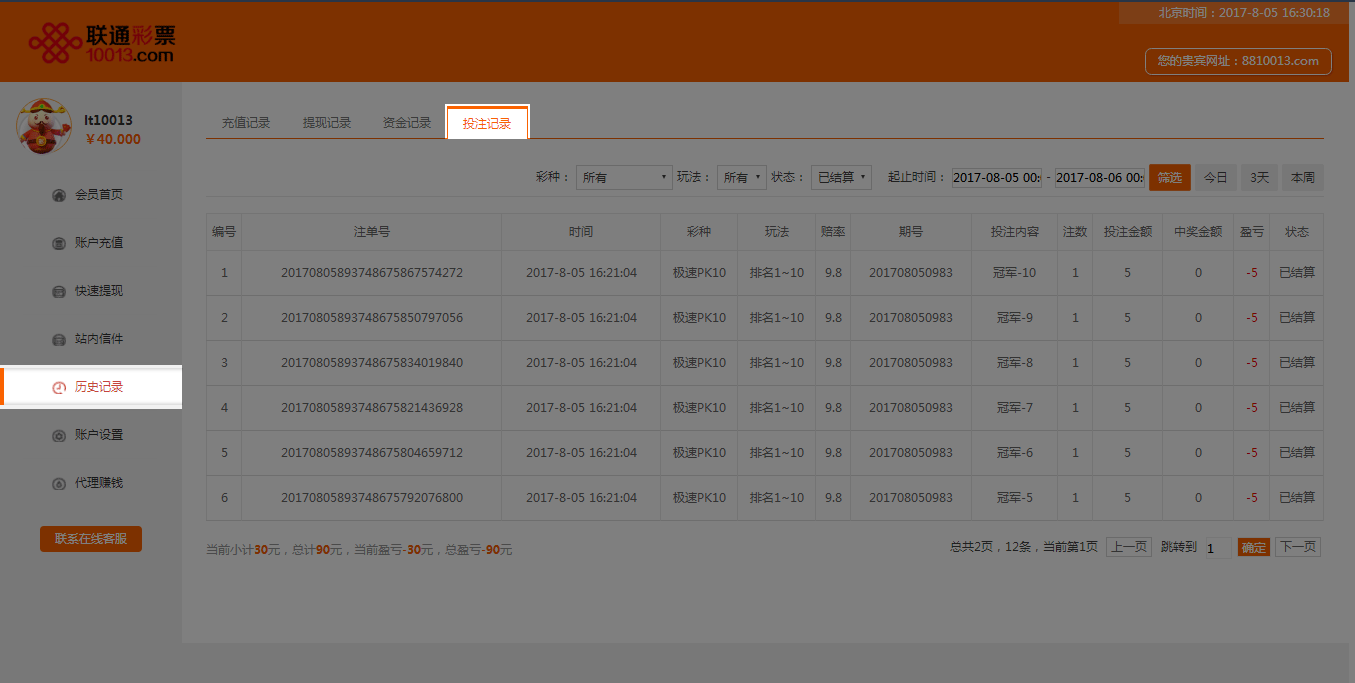 北京时间：2017-8-05 16:30:18
联通彩票
10013.com
您的贵宾网址：8810013.com
lt10013
￥40.000
会员首页
账户充值
快速提现
站内信件
历史记录
账户设置
代理赚钱
联系在线客服
充值记录 提现记录 资金记录 投注记录
彩种： 所有 玩法： 所有 状态： 已结算 起止时间： 2017-08-05 00: - 2017-08-06 00: 筛选 今日 3天 本周
编号 注单号 时间 彩种 玩法 赔率 期号 投注内容 注数 投注金额 中奖金额 盈亏 状态
1 20170805893748675867574272 2017-8-05 16:21:04 极速PK10 排名1~10 9.8 201708050983 冠军-10 1 5 0 -5 已结算
2 20170805893748675850797056 2017-8-05 16:21:04 极速PK10 排名1~10 9.8 201708050983 冠军-9 1 5 0 -5 已结算
3 20170805893748675834019840 2017-8-05 16:21:04 极速PK10 排名1~10 9.8 201708050983 冠军-8 1 5 0 -5 已结算
4 20170805893748675821436928 2017-8-05 16:21:04 极速PK10 排名1~10 9.8 201708050983 冠军-7 1 5 0 -5 已结算
5 20170805893748675804659712 2017-8-05 16:21:04 极速PK10 排名1~10 9.8 201708050983 冠军-6 1 5 0 -5 已结算
6 20170805893748675792076800 2017-8-05 16:21:04 极速PK10 排名1~10 9.8 201708050983 冠军-5 1 5 0 -5 已结算
当前小计30元，总计90元，当前盈亏-30元，总盈亏-90元
总共2页，12条，当前第1页 上一页 跳转到 1 确定 下一页